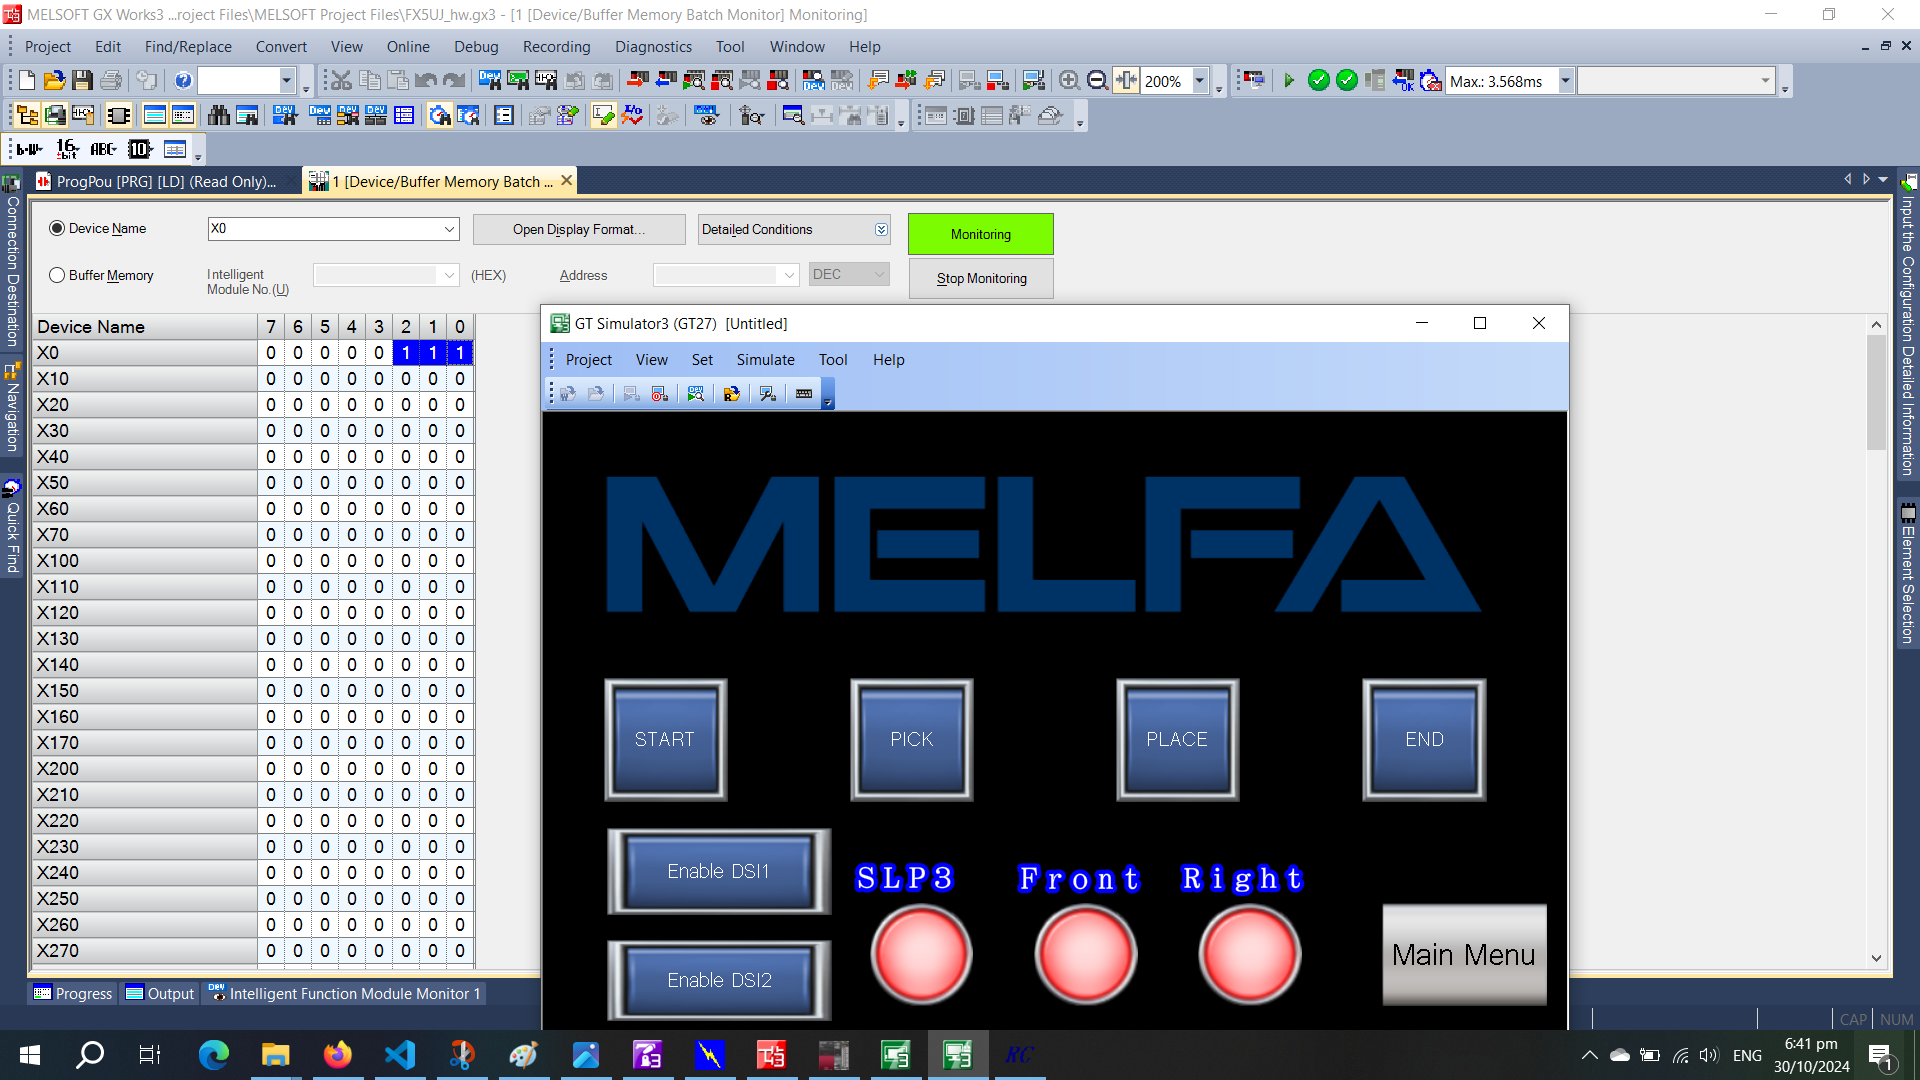 MELSOFT GX Works3 ...roject Files\MELSOFT Project Files\FX5UJ_hw.gx3 - [1 [Device/Buffer Memory Batch Monitor] Monitoring]
Project Edit Find/Replace Convert View Online Debug Recording Diagnostics Tool Window Help
200% Max.: 3.568ms
ProgPou [PRG] [LD] (Read Only)... 1 [Device/Buffer Memory Batch ...
Connection Destination
Navigation
Quick Find
Input the Configuration Detailed Information
Element Selection
Device Name X0 Open Display Format... Detailed Conditions Monitoring
Buffer Memory Intelligent Module No.(U) (HEX) Address DEC Stop Monitoring
Device Name 7 6 5 4 3 2 1 0
X0 0 0 0 0 0 1 1 1
X10 0 0 0 0 0 0 0 0
X20 0 0 0 0 0 0 0 0
X30 0 0 0 0 0 0 0 0
X40 0 0 0 0 0 0 0 0
X50 0 0 0 0 0 0 0 0
X60 0 0 0 0 0 0 0 0
X70 0 0 0 0 0 0 0 0
X100 0 0 0 0 0 0 0 0
X110 0 0 0 0 0 0 0 0
X120 0 0 0 0 0 0 0 0
X130 0 0 0 0 0 0 0 0
X140 0 0 0 0 0 0 0 0
X150 0 0 0 0 0 0 0 0
X160 0 0 0 0 0 0 0 0
X170 0 0 0 0 0 0 0 0
X200 0 0 0 0 0 0 0 0
X210 0 0 0 0 0 0 0 0
X220 0 0 0 0 0 0 0 0
X230 0 0 0 0 0 0 0 0
X240 0 0 0 0 0 0 0 0
X250 0 0 0 0 0 0 0 0
X260 0 0 0 0 0 0 0 0
X270 0 0 0 0 0 0 0 0
GT Simulator3 (GT27) [Untitled]
Project View Set Simulate Tool Help
MELFA
START PICK PLACE END
Enable DSI1 SLP3 Front Right
Enable DSI2 Main Menu
Progress Output Intelligent Function Module Monitor 1
CAP NUM
RC ENG 6:41 pm
30/10/2024 1